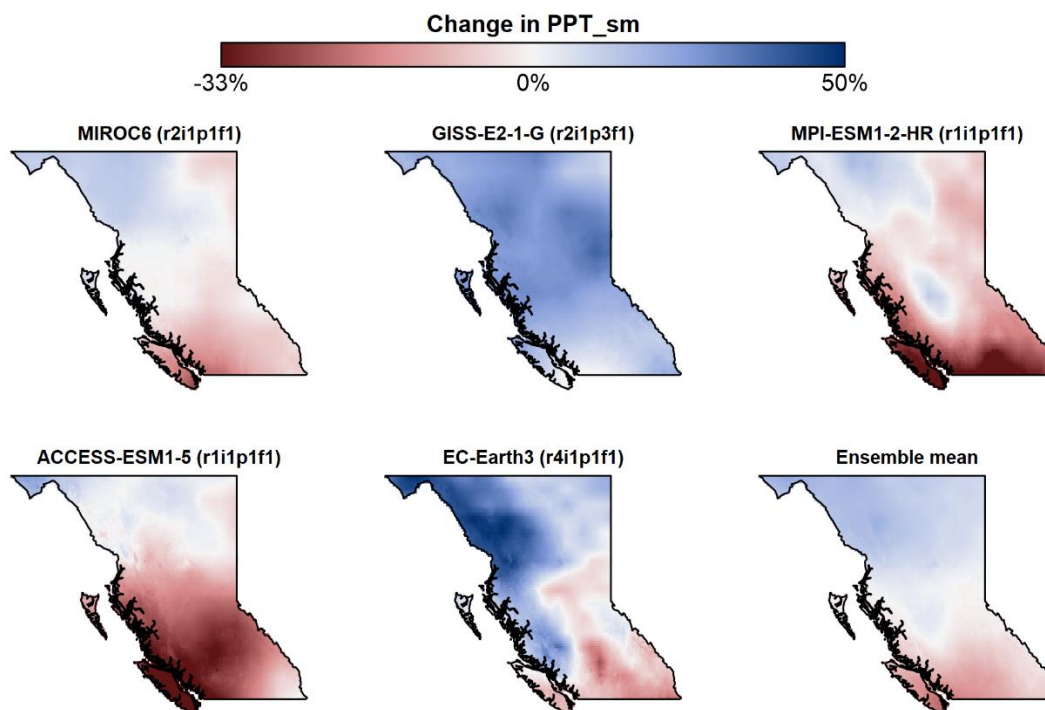 Change in PPT_sm
-33% 0% 50%
MIROC6 (r2i1p1f1)
GISS-E2-1-G (r2i1p3f1)
MPI-ESM1-2-HR (r1i1p1f1)
ACCESS-ESM1-5 (r1i1p1f1)
EC-Earth3 (r4i1p1f1)
Ensemble mean